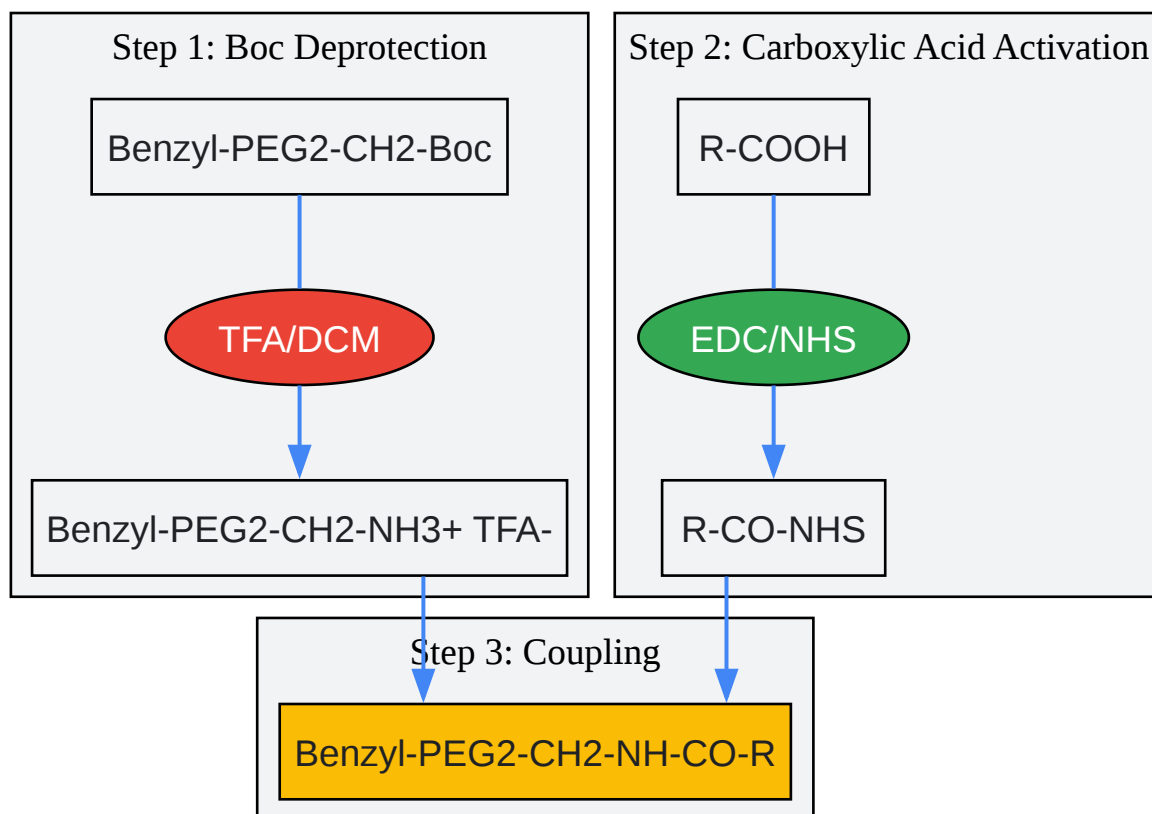 Step 1: Boc Deprotection
Benzyl-PEG2-CH2-Boc
TFA/DCM
Benzyl-PEG2-CH2-NH3+ TFA-
Step 2: Carboxylic Acid Activation
R-COOH
EDC/NHS
R-CO-NHS
Step 3: Coupling
Benzyl-PEG2-CH2-NH-CO-R